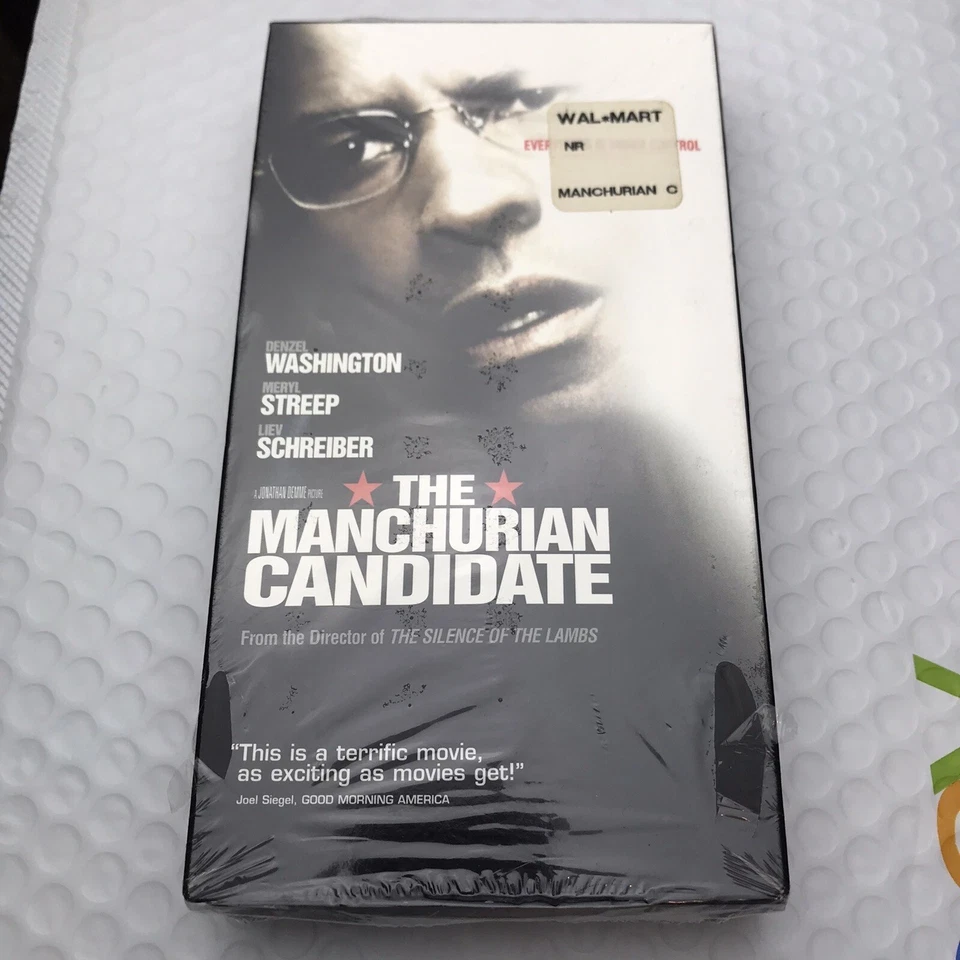 WAL★MART
EVER ROL
NR
MANCHURIAN C
DENZEL
WASHINGTON
MERYL
STREEP
LIEV
SCHREIBER
A JONATHAN DEMME PICTURE
THE
MANCHURIAN
CANDIDATE
From the Director of THE SILENCE OF THE LAMBS
“This is a terrific movie,
as exciting as movies get!”
Joel Siegel, GOOD MORNING AMERICA